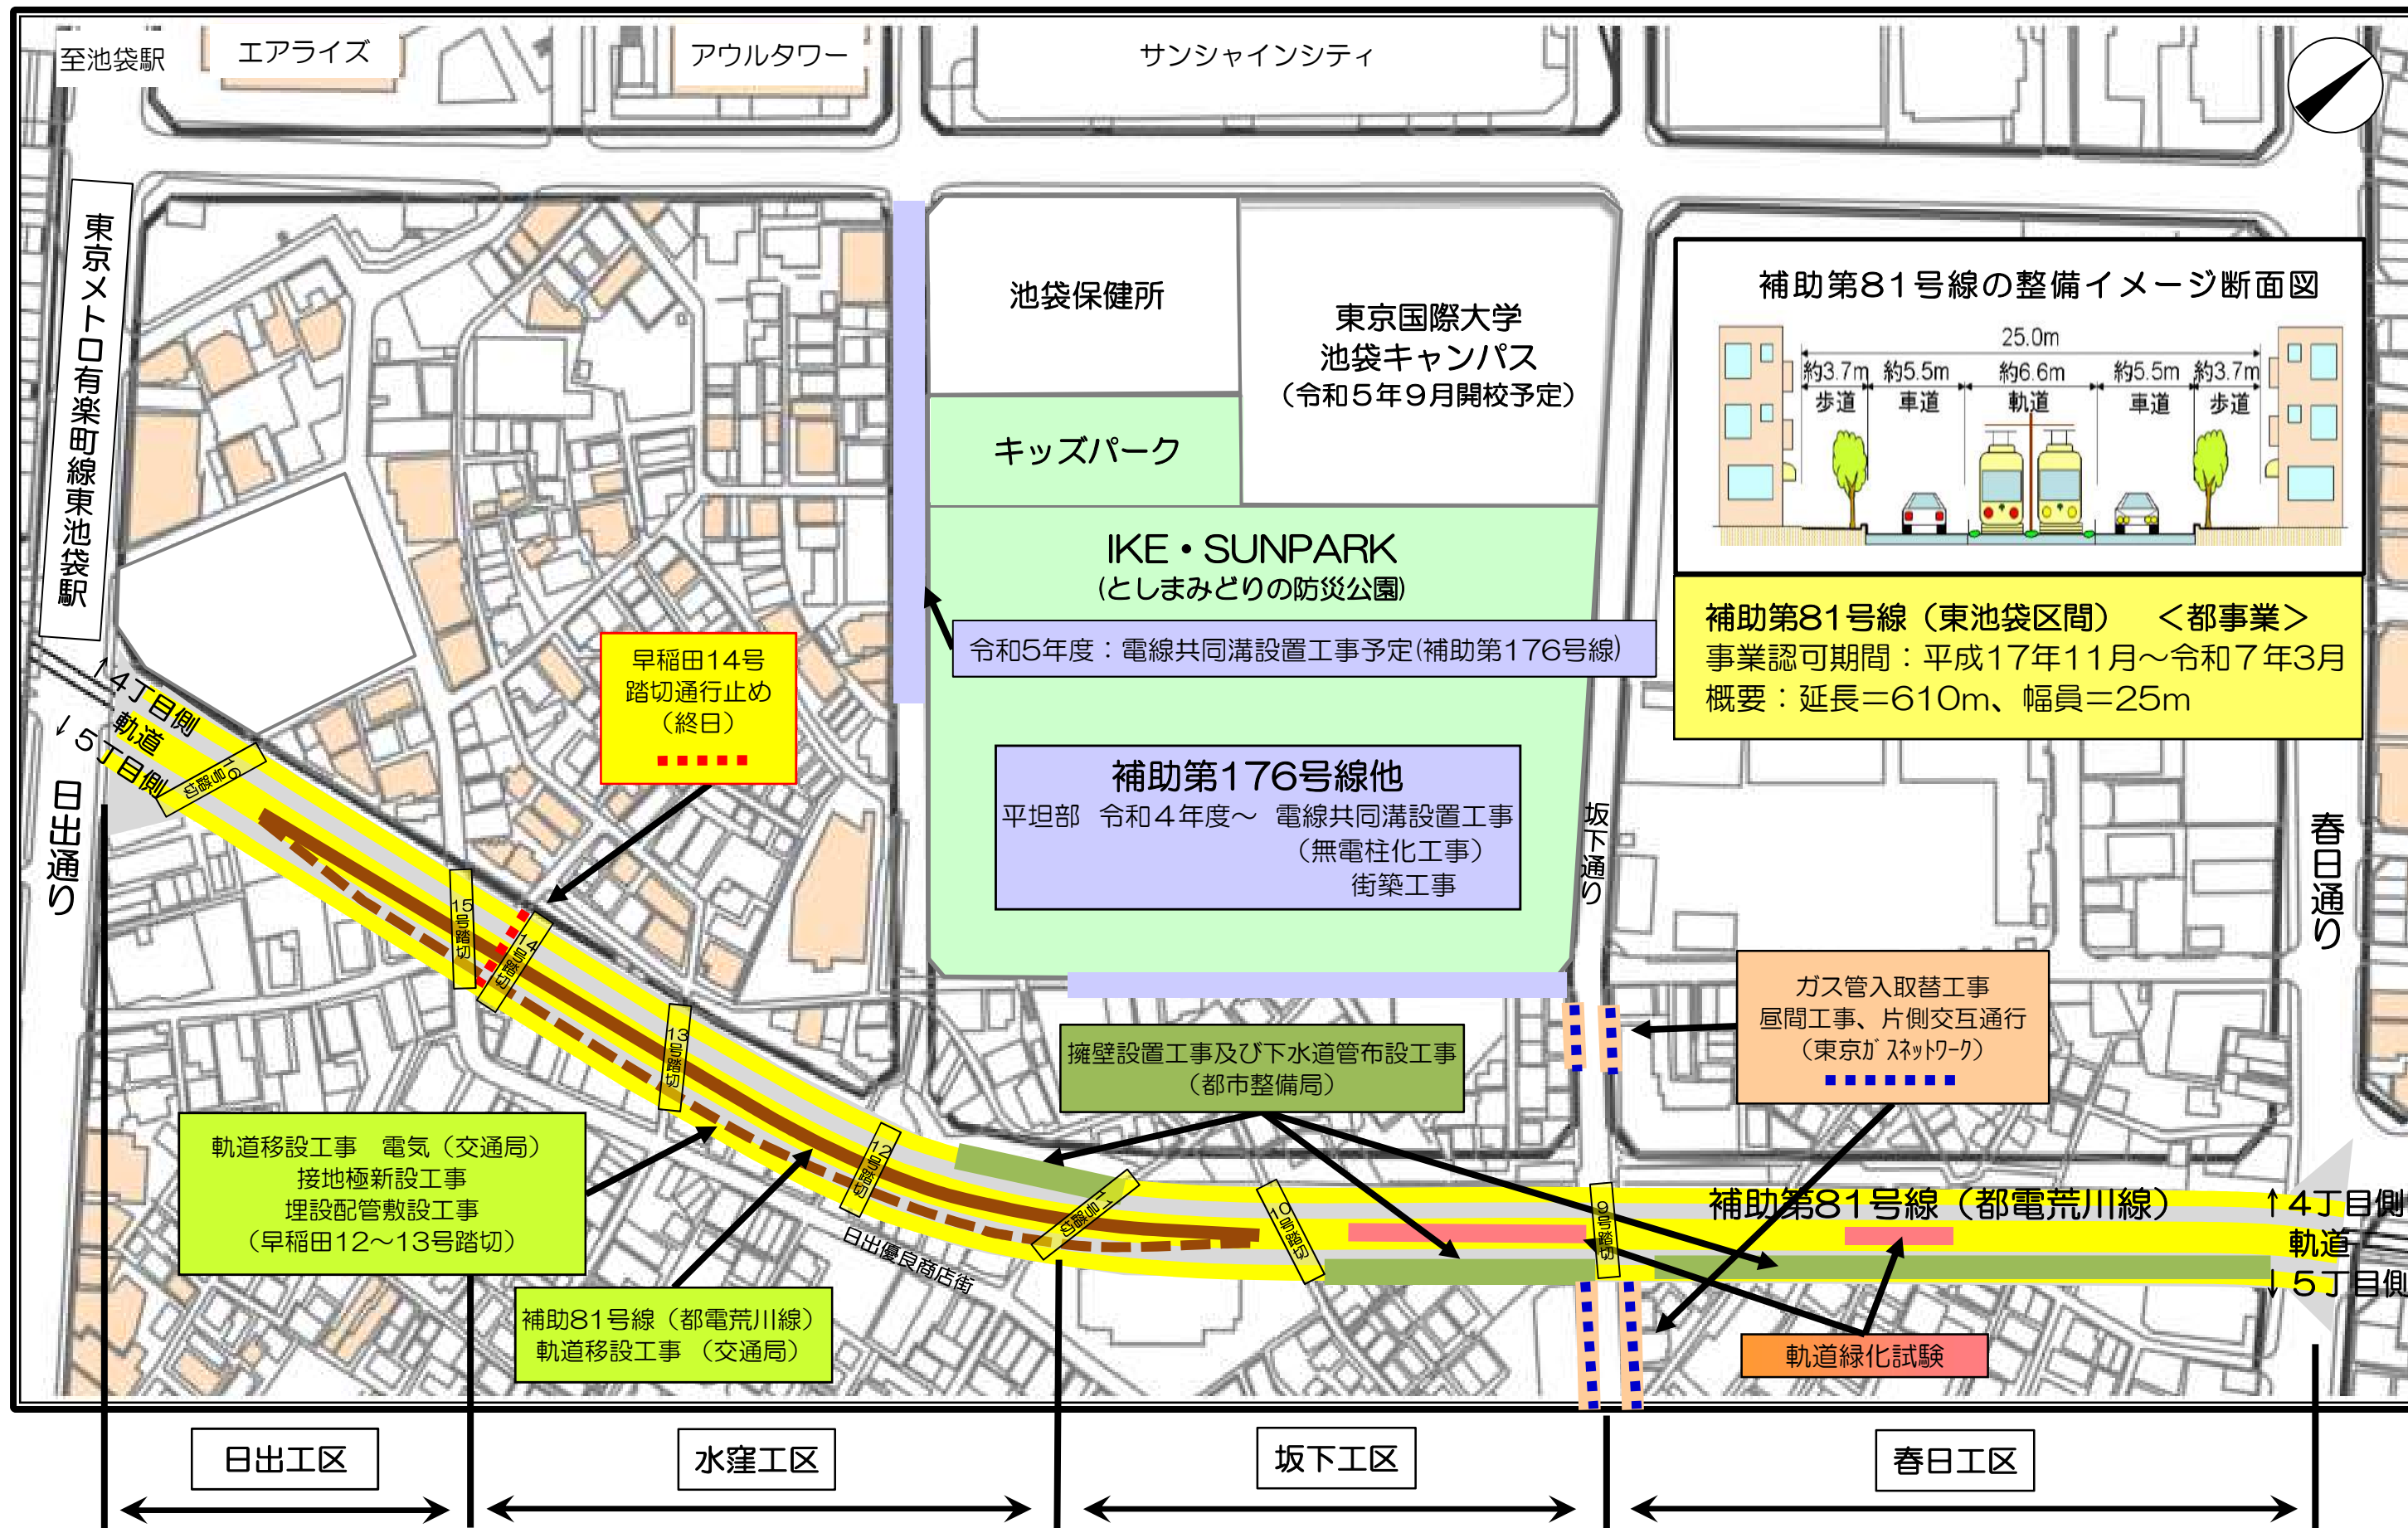 至池袋駅
エアライズ
アウルタワー
サンシャインシティ
東京メトロ有楽町線東池袋駅
池袋保健所
東京国際大学
池袋キャンパス
（令和５年９月開校予定）
キッズパーク
IKE・SUNPARK
(としまみどりの防災公園)
令和5年度：電線共同溝設置工事予定(補助第176号線)
補助第176号線他
平坦部 令和４年度～ 電線共同溝設置工事
（無電柱化工事）
街築工事
補助第81号線の整備イメージ断面図
25.0m
約3.7m 約5.5m 約6.6m 約5.5m 約3.7m
歩道 車道 軌道 車道 歩道
補助第81号線（東池袋区間） ＜都事業＞
事業認可期間：平成17年11月～令和７年3月
概要：延長＝610m、幅員＝25m
早稲田14号
踏切通行止め
（終日）
↑4丁目側
軌道
↓5丁目側
日出通り
坂下通り
春日通り
16号踏切
15号踏切
14号踏切
13号踏切
12号踏切
11号踏切
10号踏切
9号踏切
ガス管入取替工事
昼間工事、片側交互通行
（東京ｶﾞｽﾈｯﾄﾜｰｸ）
擁壁設置工事及び下水道管布設工事
（都市整備局）
軌道移設工事 電気（交通局）
接地極新設工事
埋設配管敷設工事
（早稲田12～13号踏切）
補助81号線（都電荒川線）
軌道移設工事 （交通局）
日出優良商店街
補助第81号線（都電荒川線）
↑4丁目側
軌道
↓5丁目側
軌道緑化試験
日出工区
水窪工区
坂下工区
春日工区